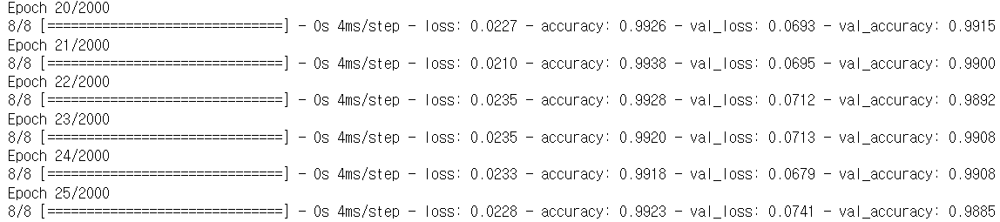 Epoch 20/2000
8/8 [==============================] - 0s 4ms/step - loss: 0.0227 - accuracy: 0.9926 - val_loss: 0.0693 - val_accuracy: 0.9915
Epoch 21/2000
8/8 [==============================] - 0s 4ms/step - loss: 0.0210 - accuracy: 0.9938 - val_loss: 0.0695 - val_accuracy: 0.9900
Epoch 22/2000
8/8 [==============================] - 0s 4ms/step - loss: 0.0235 - accuracy: 0.9928 - val_loss: 0.0712 - val_accuracy: 0.9892
Epoch 23/2000
8/8 [==============================] - 0s 4ms/step - loss: 0.0235 - accuracy: 0.9920 - val_loss: 0.0713 - val_accuracy: 0.9908
Epoch 24/2000
8/8 [==============================] - 0s 4ms/step - loss: 0.0233 - accuracy: 0.9918 - val_loss: 0.0679 - val_accuracy: 0.9908
Epoch 25/2000
8/8 [==============================] - 0s 4ms/step - loss: 0.0228 - accuracy: 0.9923 - val_loss: 0.0741 - val_accuracy: 0.9885